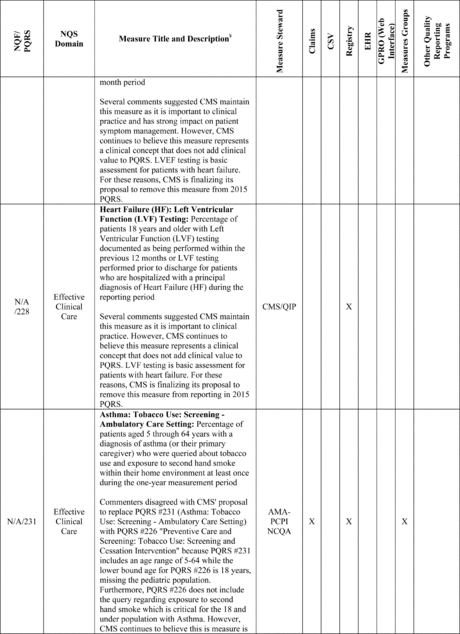 NQF/
PQRS
NQS
Domain
Measure Title and Description¥
Measure Steward
Claims
CSV
Registry
EHR
GPRO (Web
Interface)
Measures Groups
Other Quality
Reporting
Programs
month period
Several comments suggested CMS maintain
this measure as it is important to clinical
practice and has strong impact on patient
symptom management. However, CMS
continues to believe this measure represents
a clinical concept that does not add clinical
value to PQRS. LVEF testing is basic
assessment for patients with heart failure.
For these reasons, CMS is finalizing its
proposal to remove this measure from 2015
PQRS.
N/A
/228
Effective
Clinical
Care
Heart Failure (HF): Left Ventricular
Function (LVF) Testing: Percentage of
patients 18 years and older with Left
Ventricular Function (LVF) testing
documented as being performed within the
previous 12 months or LVF testing
performed prior to discharge for patients
who are hospitalized with a principal
diagnosis of Heart Failure (HF) during the
reporting period
Several comments suggested CMS maintain
this measure as it is important to clinical
practice. However, CMS continues to
believe this measure represents a clinical
concept that does not add clinical value to
PQRS. LVF testing is basic assessment for
patients with heart failure. For these
reasons, CMS is finalizing its proposal to
remove this measure from reporting in 2015
PQRS.
CMS/QIP
X
N/A/231
Effective
Clinical
Care
Asthma: Tobacco Use: Screening -
Ambulatory Care Setting: Percentage of
patients aged 5 through 64 years with a
diagnosis of asthma (or their primary
caregiver) who were queried about tobacco
use and exposure to second hand smoke
within their home environment at least once
during the one-year measurement period
Commenters disagreed with CMS' proposal
to replace PQRS #231 (Asthma: Tobacco
Use: Screening - Ambulatory Care Setting)
with PQRS #226 "Preventive Care and
Screening: Tobacco Use: Screening and
Cessation Intervention" because PQRS #231
includes an age range of 5-64 while the
lower bound age for PQRS #226 is 18 years,
missing the pediatric population.
Furthermore, PQRS #226 does not include
the query regarding exposure to second
hand smoke which is critical for the 18 and
under population with Asthma. However,
CMS continues to believe this is measure is
AMA-
PCPI
NCQA
X
X
X